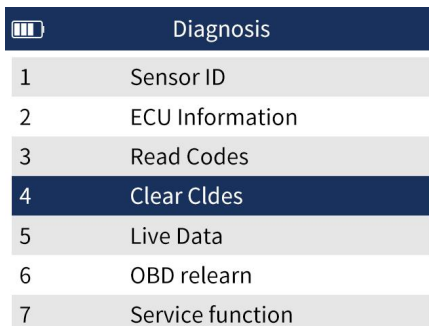 Diagnosis
1 Sensor ID
2 ECU Information
3 Read Codes
4 Clear Cldes
5 Live Data
6 OBD relearn
7 Service function